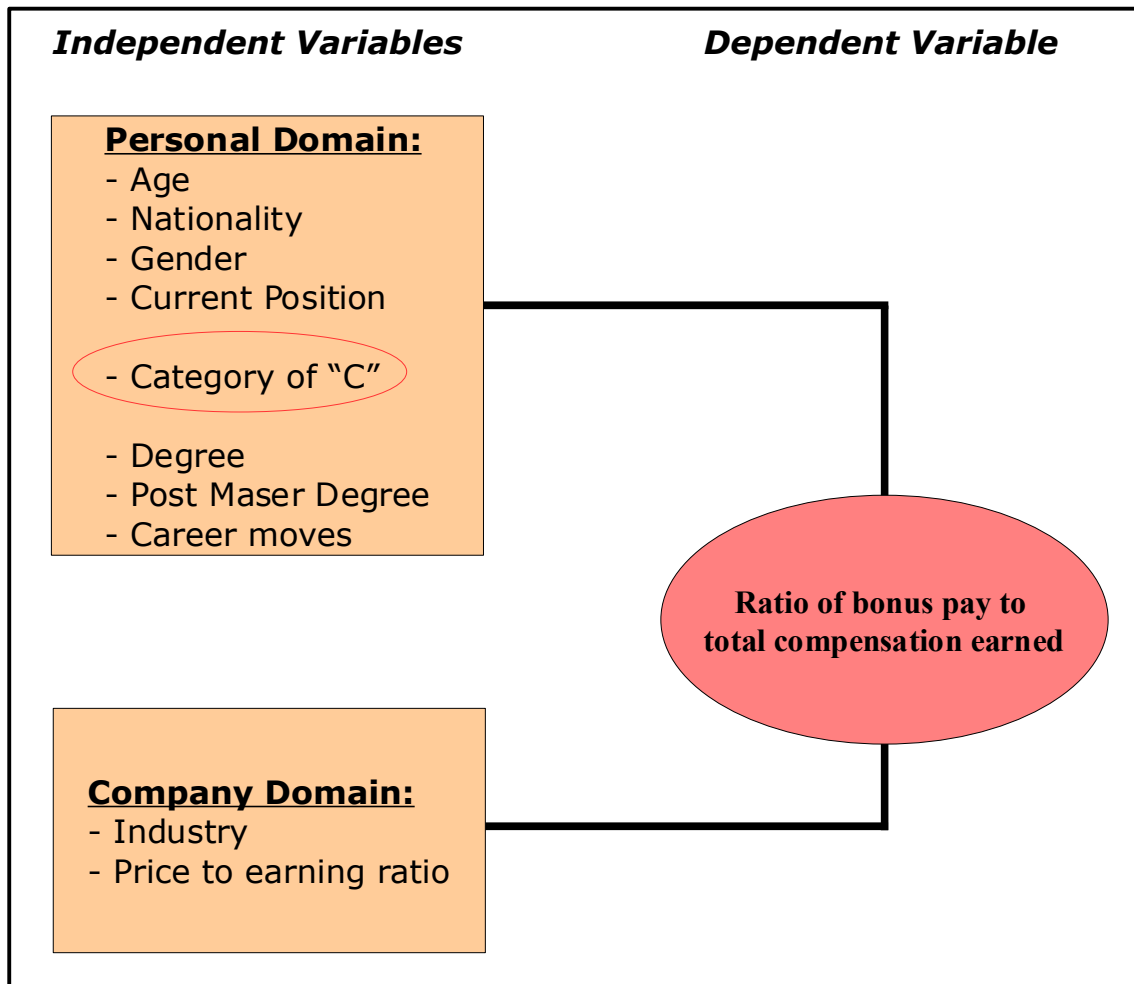 Independent Variables
Dependent Variable
Personal Domain:
- Age
- Nationality
- Gender
- Current Position
- Category of “C”
- Degree
- Post Maser Degree
- Career moves
Ratio of bonus pay to
total compensation earned
Company Domain:
- Industry
- Price to earning ratio